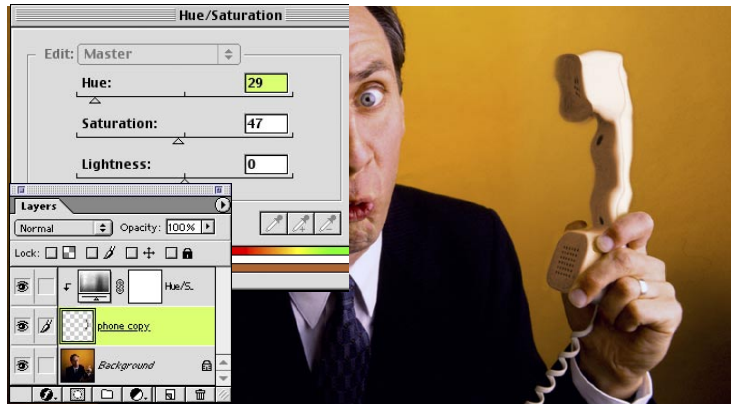 Hue/Saturation
Edit: Master
Hue: 29
Saturation: 47
Lightness: 0
Layers
Normal Opacity: 100%
Lock:
Hue/S..
phone copy
Background